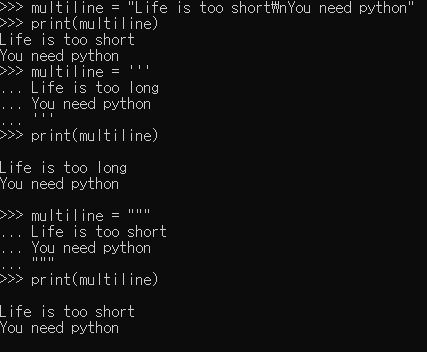 >>> multiline = "Life is too short₩nYou need python"
>>> print(multiline)
Life is too short
You need python
>>> multiline = '''
... Life is too long
... You need python
... '''
>>> print(multiline)

Life is too long
You need python

>>> multiline = """
... Life is too short
... You need python
... """
>>> print(multiline)

Life is too short
You need python